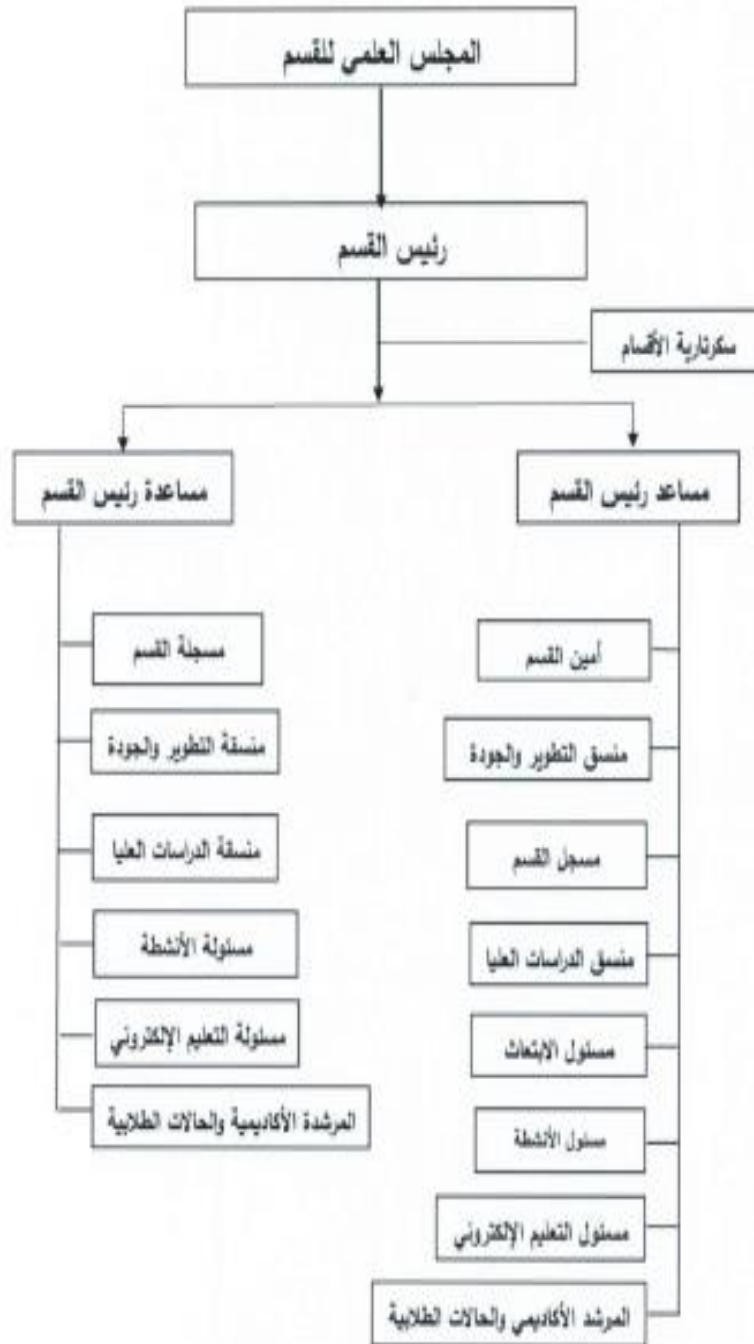 المجلس العلمي للقسم
رئيس القسم
سكرتارية الأقسام
مساعد رئيس القسم
أمين القسم
منسق التطوير والجودة
مسجل القسم
منسق الدراسات العليا
مسئول الابتعاث
مسئول الأنشطة
مسئول التعليم الإلكتروني
المرشد الأكاديمي والحالات الطلابية
مساعدة رئيس القسم
مسجلة القسم
منسقة التطوير والجودة
منسقة الدراسات العليا
مسئولة الأنشطة
مسئولة التعليم الإلكتروني
المرشدة الأكاديمية والحالات الطلابية